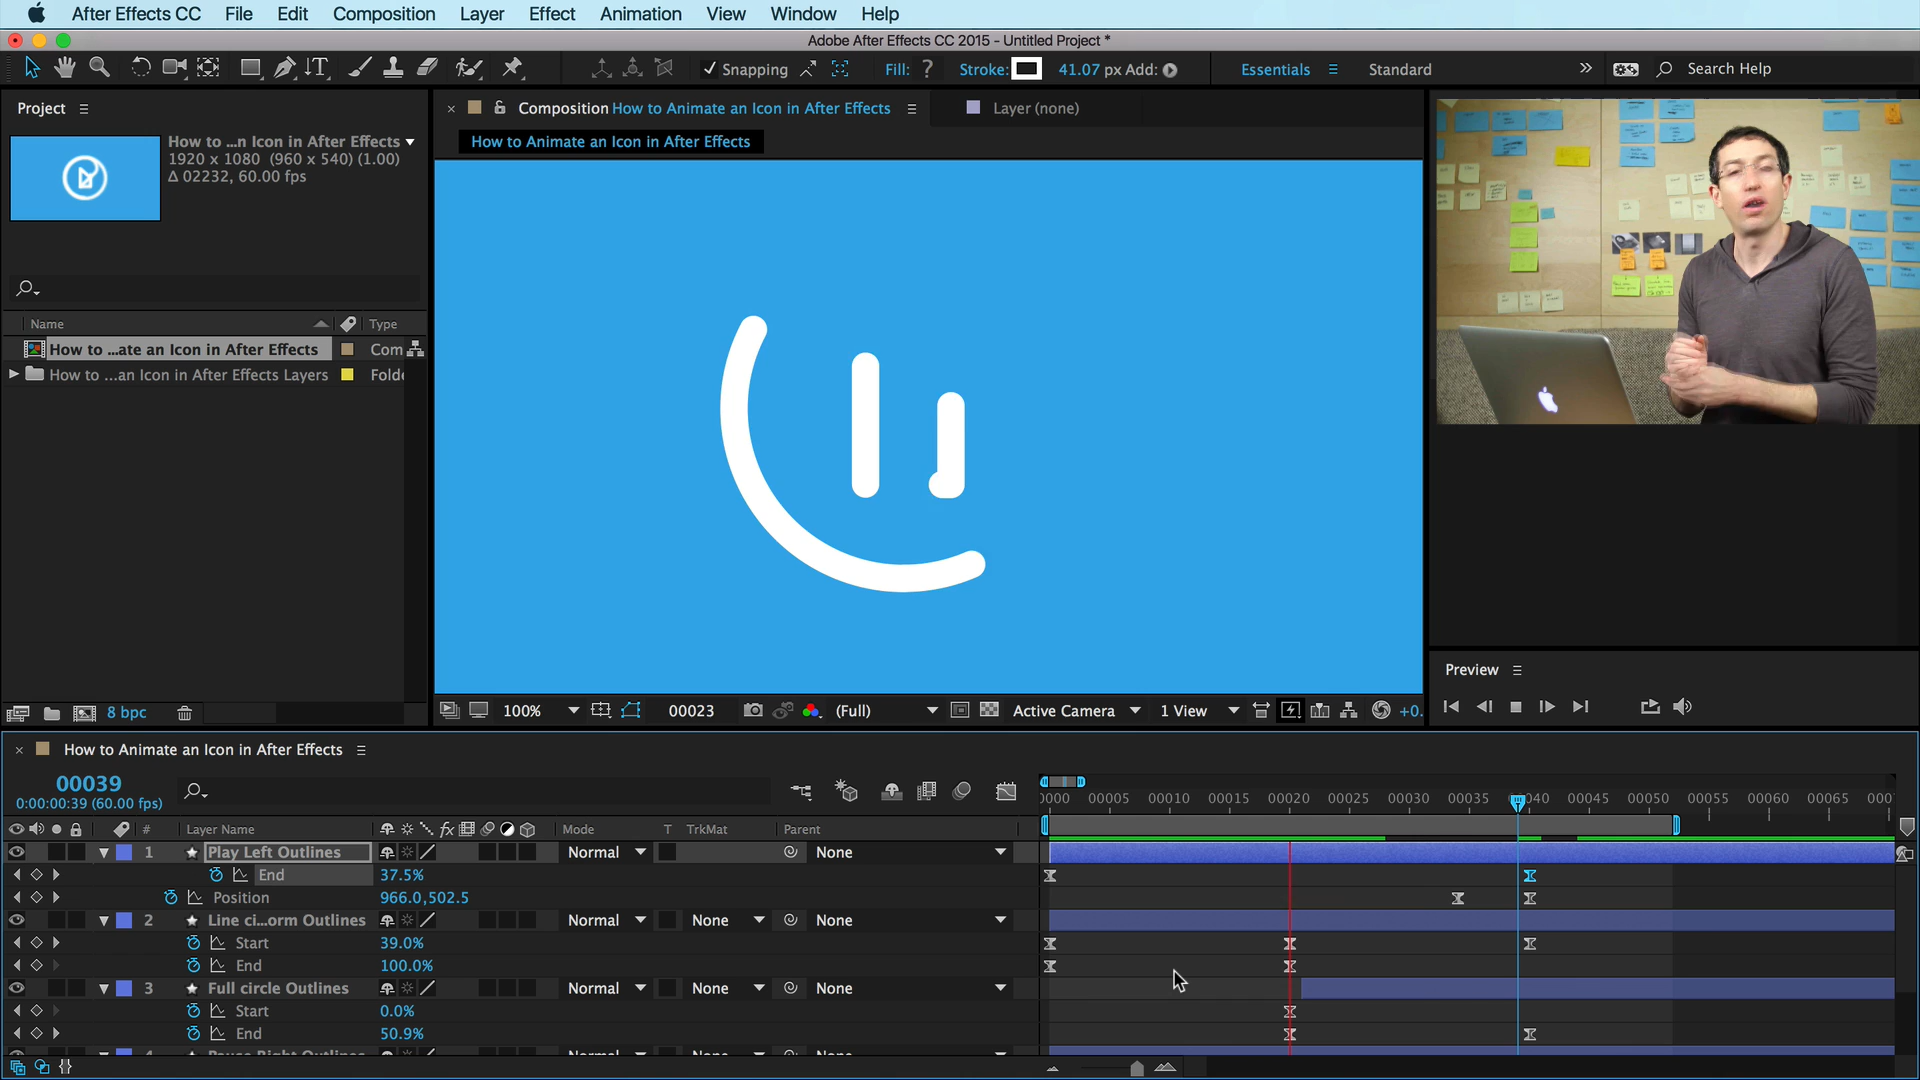 After Effects CC File Edit Composition Layer Effect Animation View Window Help
Adobe After Effects CC 2015 - Untitled Project *
Snapping Fill: ? Stroke: 41.07 px Add: Essentials Standard Search Help
Project
Composition How to Animate an Icon in After Effects
Layer (none)
How to ...n Icon in After Effects
1920 x 1080 (960 x 540) (1.00)
Δ 02232, 60.00 fps
How to Animate an Icon in After Effects
Name Type
How to ...ate an Icon in After Effects Com
How to ...an Icon in After Effects Layers Folde
8 bpc
100% 00023 (Full) Active Camera 1 View +0.
Preview
How to Animate an Icon in After Effects
00039
0:00:00:39 (60.00 fps)
0000 00005 00010 00015 00020 00025 00030 00035 00040 00045 00050 00055 00060 00065 0007
# Layer Name fx Mode T TrkMat Parent
1 Play Left Outlines Normal None
End 37.5%
Position 966.0,502.5
2 Line ci...orm Outlines Normal None None
Start 39.0%
End 100.0%
3 Full circle Outlines Normal None None
Start 0.0%
End 50.9%